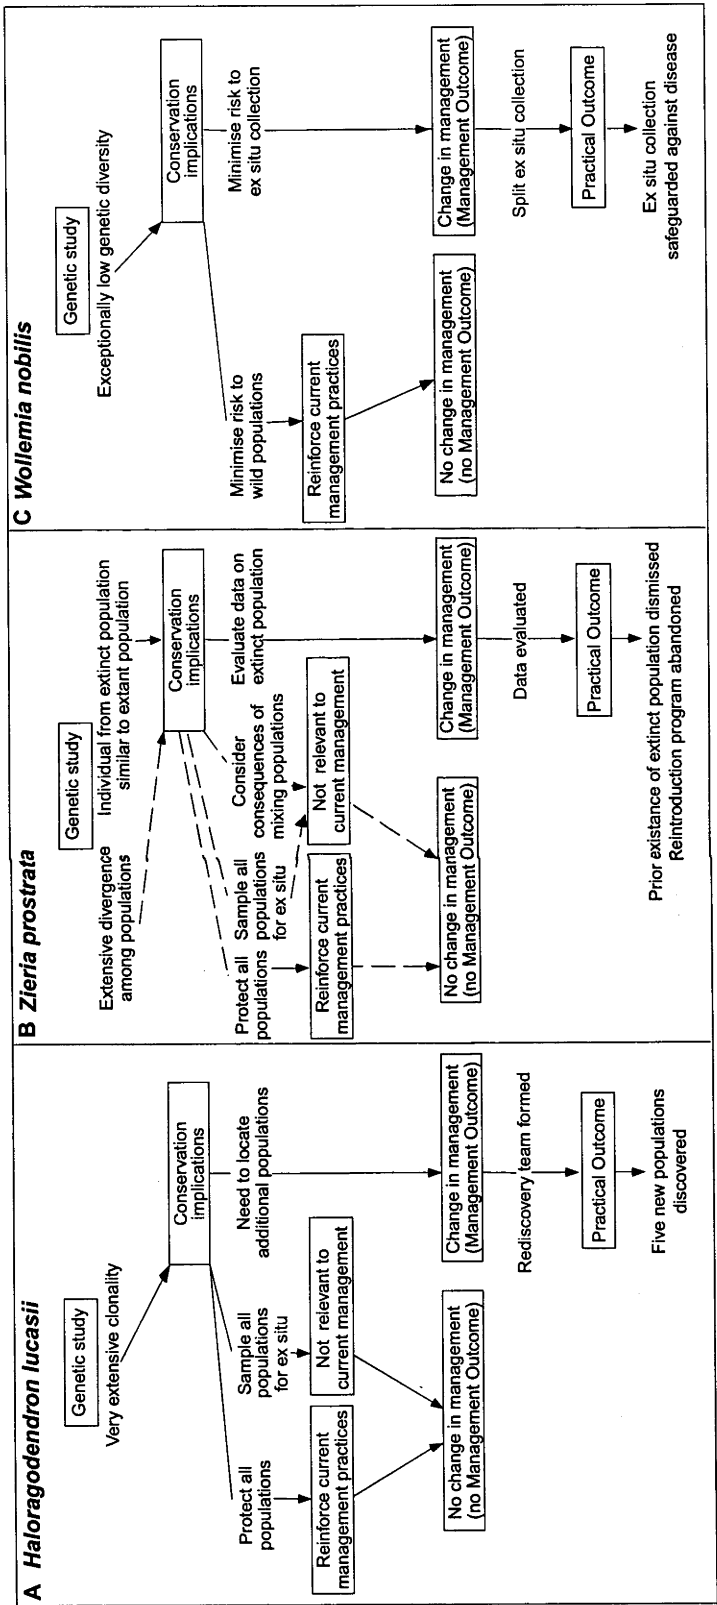 A Haloragodendron lucasii
Genetic study
Very extensive clonality
Conservation
implications
Protect all
populations
Sample all
populations
for ex situ
Need to locate
additional populations
Reinforce current
management practices
Not relevant to
current management
No change in management
(no Management Outcome)
Change in management
(Management Outcome)
Rediscovery team formed
Practical Outcome
Five new populations
discovered
B Zieria prostrata
Genetic study
Extensive divergence
among populations
Individual from extinct population
similar to extant population
Conservation
implications
Protect all
populations
Sample all
populations
for ex situ
Consider
consequences of
mixing populations
Evaluate data on
extinct population
Reinforce current
management practices
Not relevant to
current management
No change in management
(no Management Outcome)
Change in management
(Management Outcome)
Data evaluated
Practical Outcome
Prior existance of extinct population dismissed
Reintroduction program abandoned
C Wollemia nobilis
Genetic study
Exceptionally low genetic diversity
Conservation
implications
Minimise risk to
wild populations
Minimise risk to
ex situ collection
Reinforce current
management practices
No change in management
(no Management Outcome)
Change in management
(Management Outcome)
Split ex situ collection
Practical Outcome
Ex situ collection
safeguarded against disease